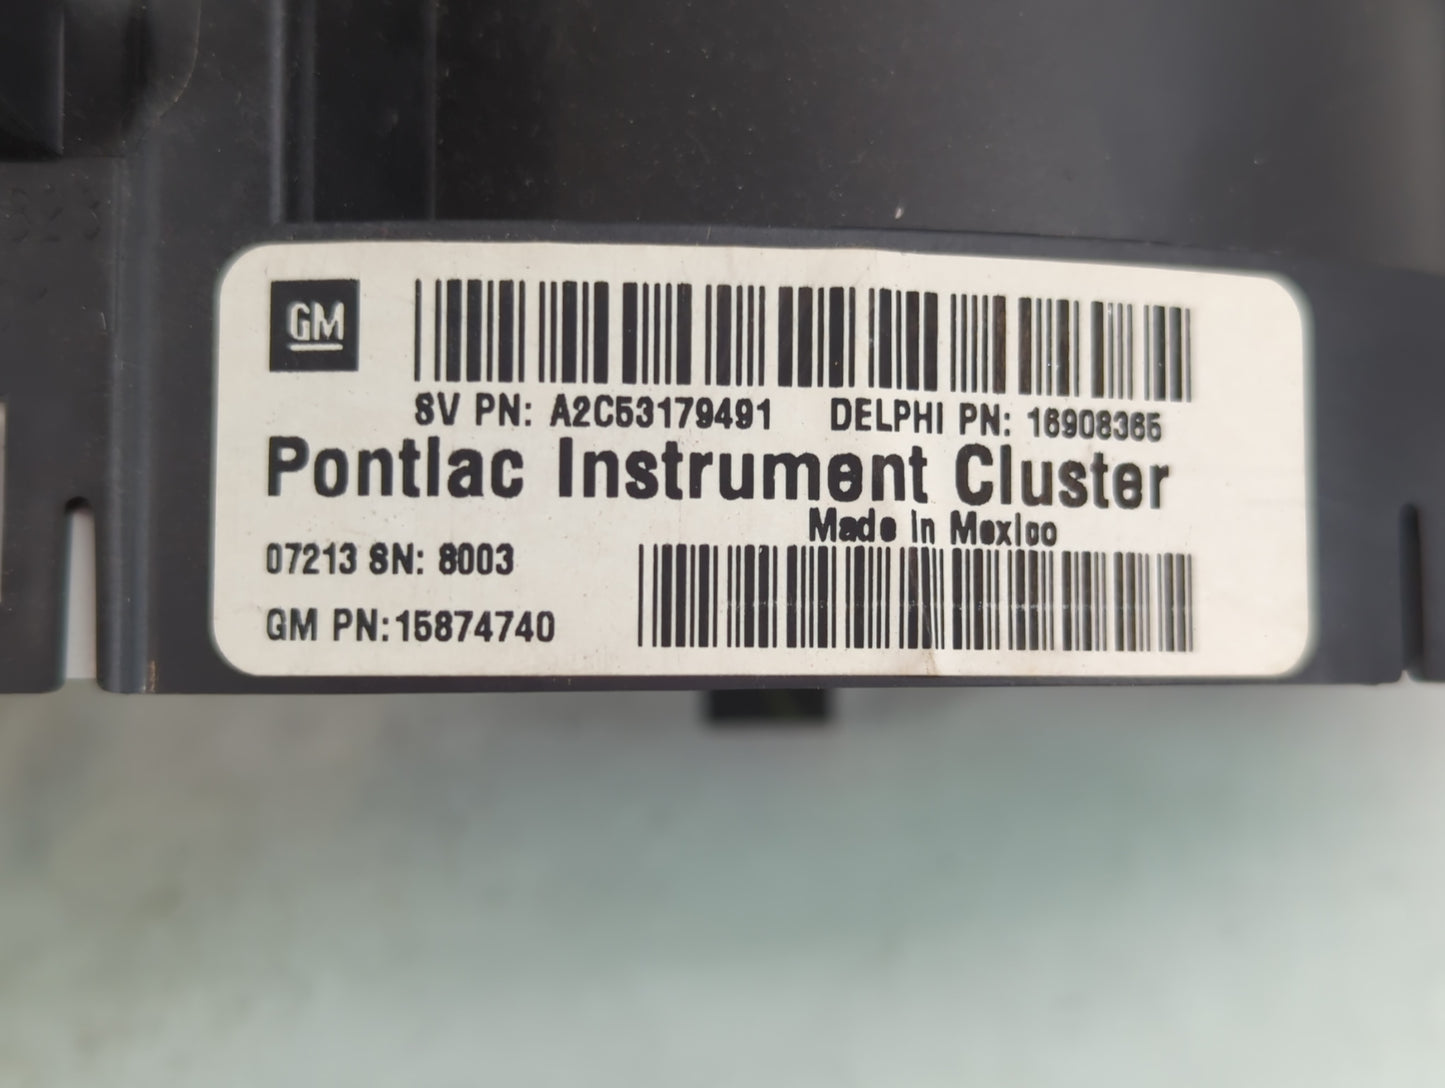 GM
SV PN: A2C53179491 DELPHI PN: 16908365
Pontiac Instrument Cluster
Made in Mexico
07213 SN: 8003
GM PN:15874740